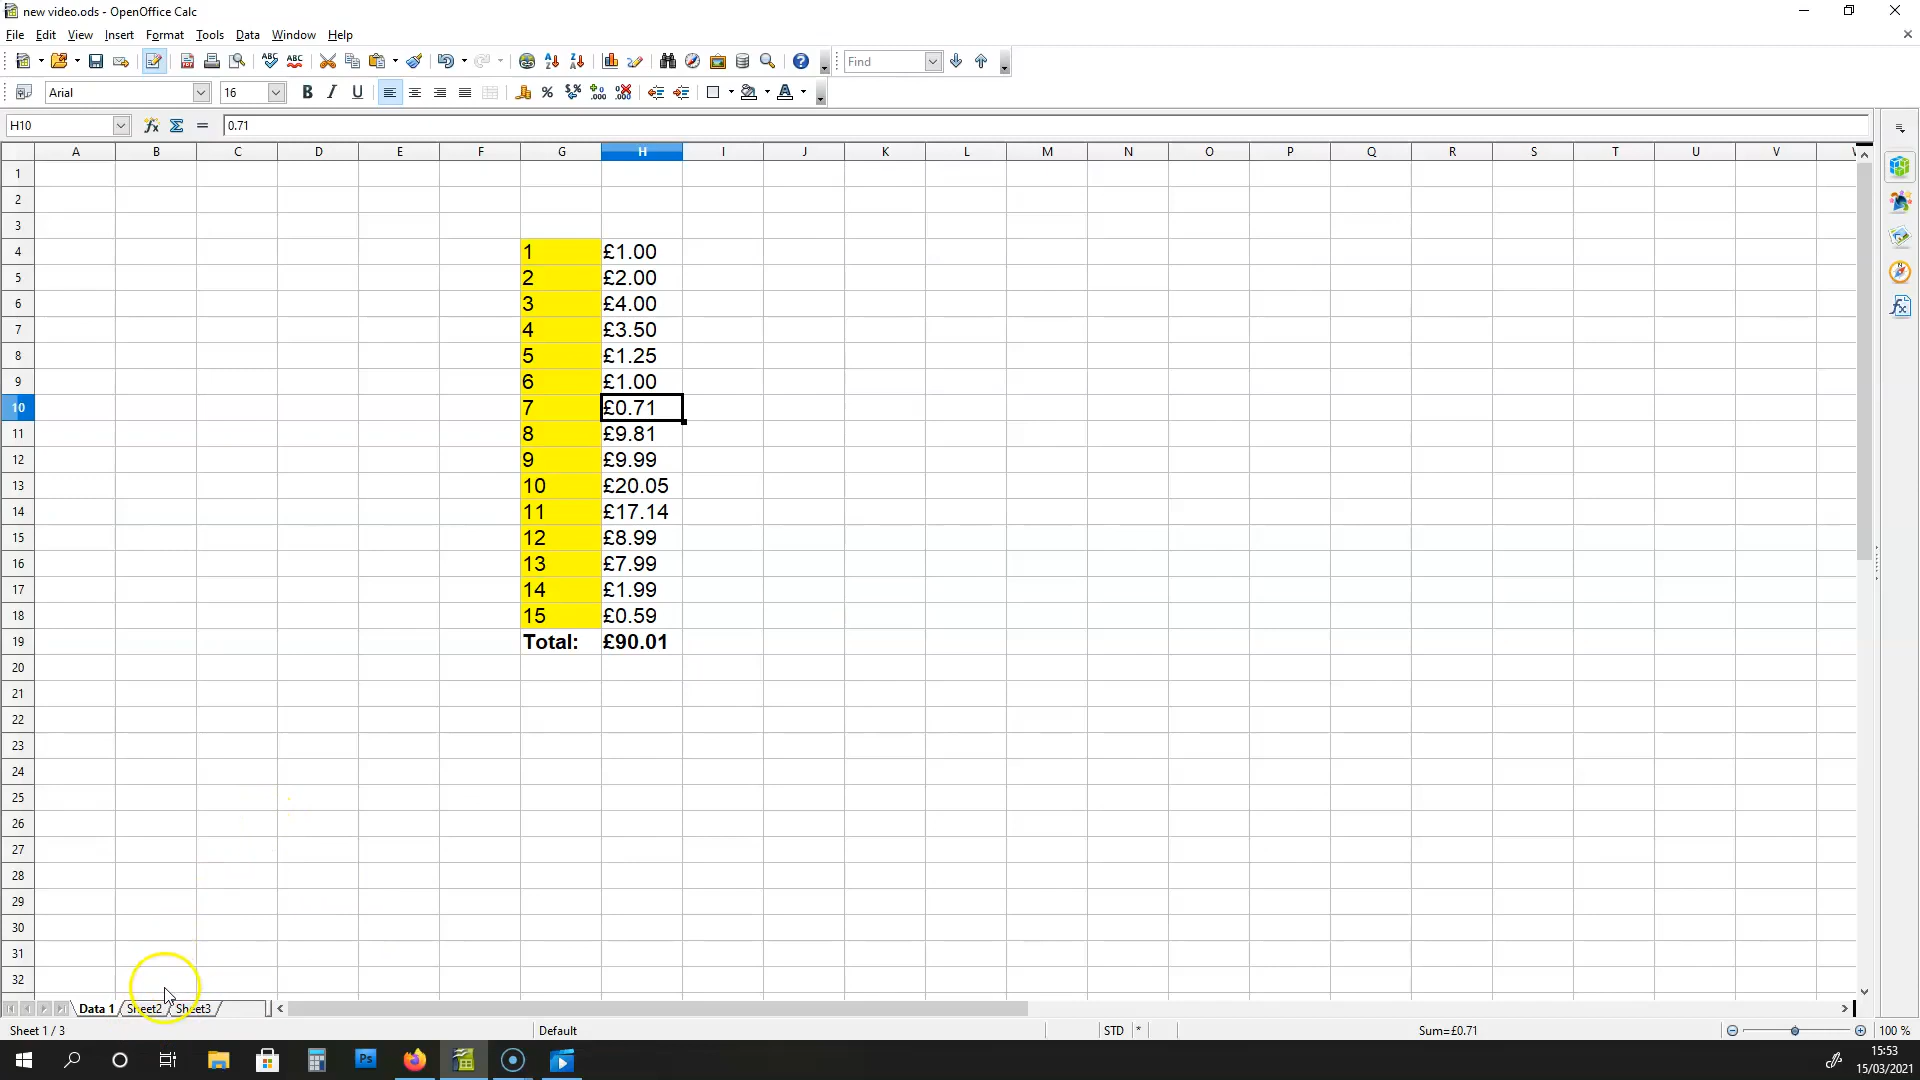 new video.ods - OpenOffice Calc
File Edit View Insert Format Tools Data Window Help
Find
Arial 16
H10 0.71
A B C D E F G H I J K L M N O P Q R S T U V
1
2
3
4 1 £1.00
5 2 £2.00
6 3 £4.00
7 4 £3.50
8 5 £1.25
9 6 £1.00
10 7 £0.71
11 8 £9.81
12 9 £9.99
13 10 £20.05
14 11 £17.14
15 12 £8.99
16 13 £7.99
17 14 £1.99
18 15 £0.59
19 Total: £90.01
20
21
22
23
24
25
26
27
28
29
30
31
32
Data 1 Sheet2 Sheet3
Sheet 1 / 3 Default STD * Sum=£0.71 100 %
Ps
15:53
15/03/2021